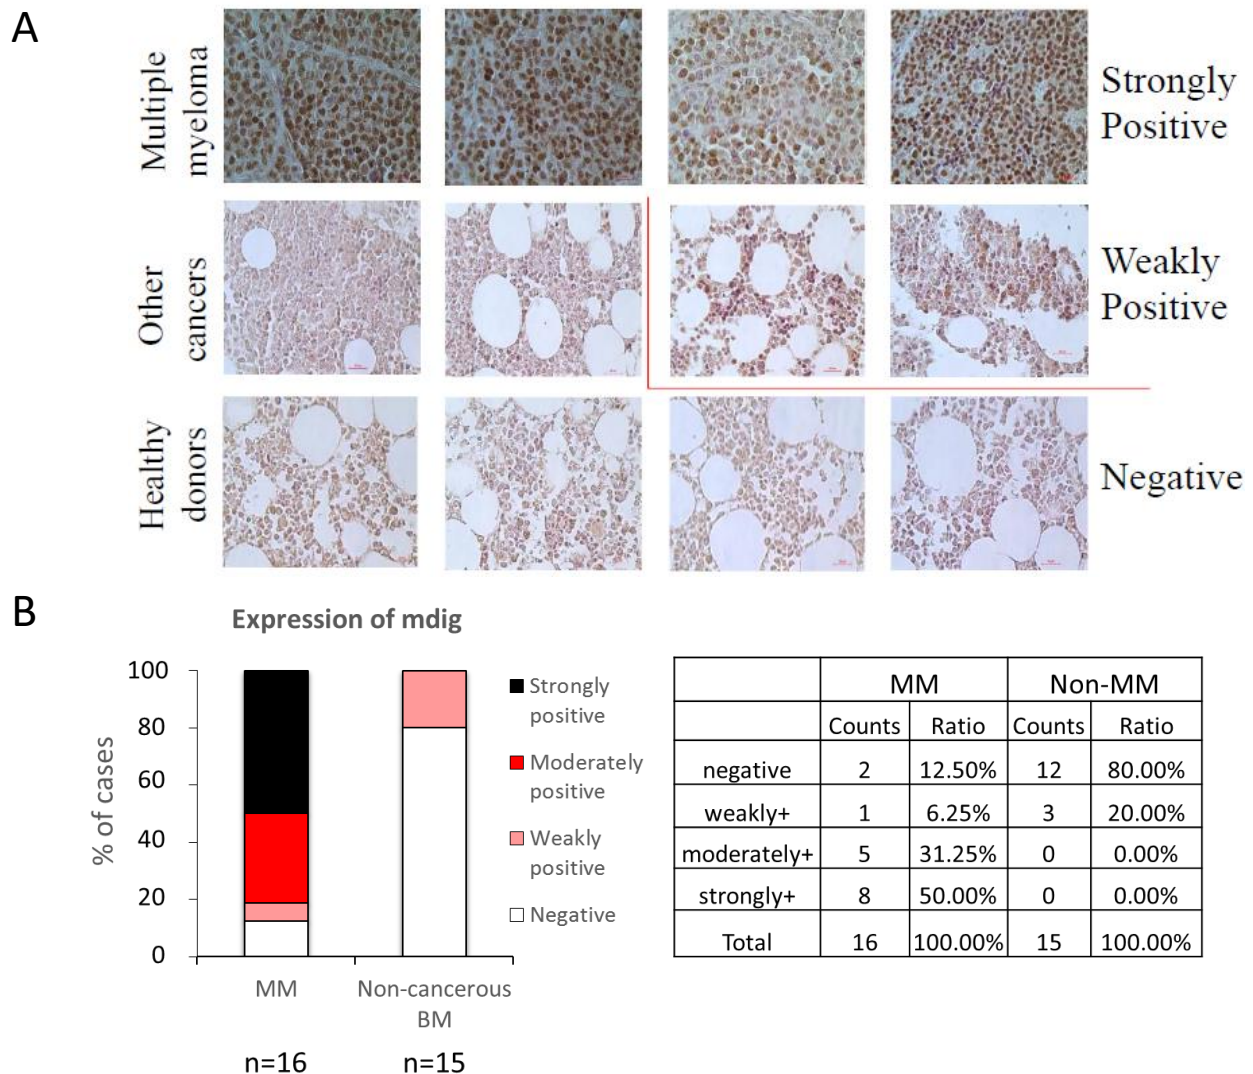 A
Multiple
myeloma
Strongly
Positive
Other
cancers
Weakly
Positive
Healthy
donors
Negative
B
Expression of mdig
% of cases
100
80
60
40
20
0
MM
Non-cancerous
BM
n=16
n=15
Strongly
positive
Moderately
positive
Weakly
positive
Negative
MM Non-MM
Counts Ratio Counts Ratio
negative 2 12.50% 12 80.00%
weakly+ 1 6.25% 3 20.00%
moderately+ 5 31.25% 0 0.00%
strongly+ 8 50.00% 0 0.00%
Total 16 100.00% 15 100.00%